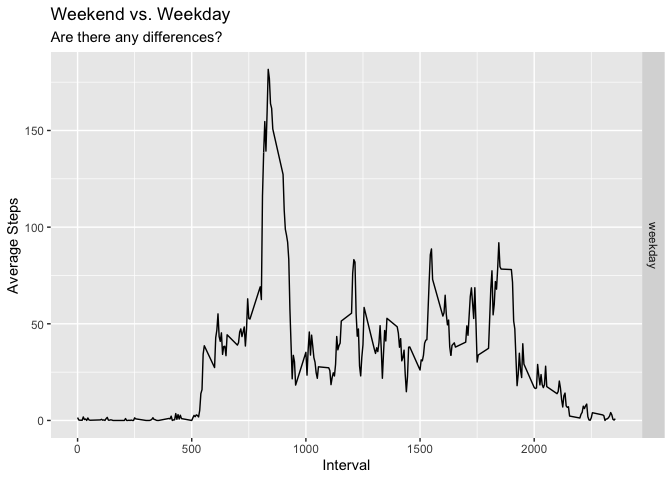 Weekend vs. Weekday
Are there any differences?
150
100
50
0
Average Steps
weekday
0
500
1000
1500
2000
Interval